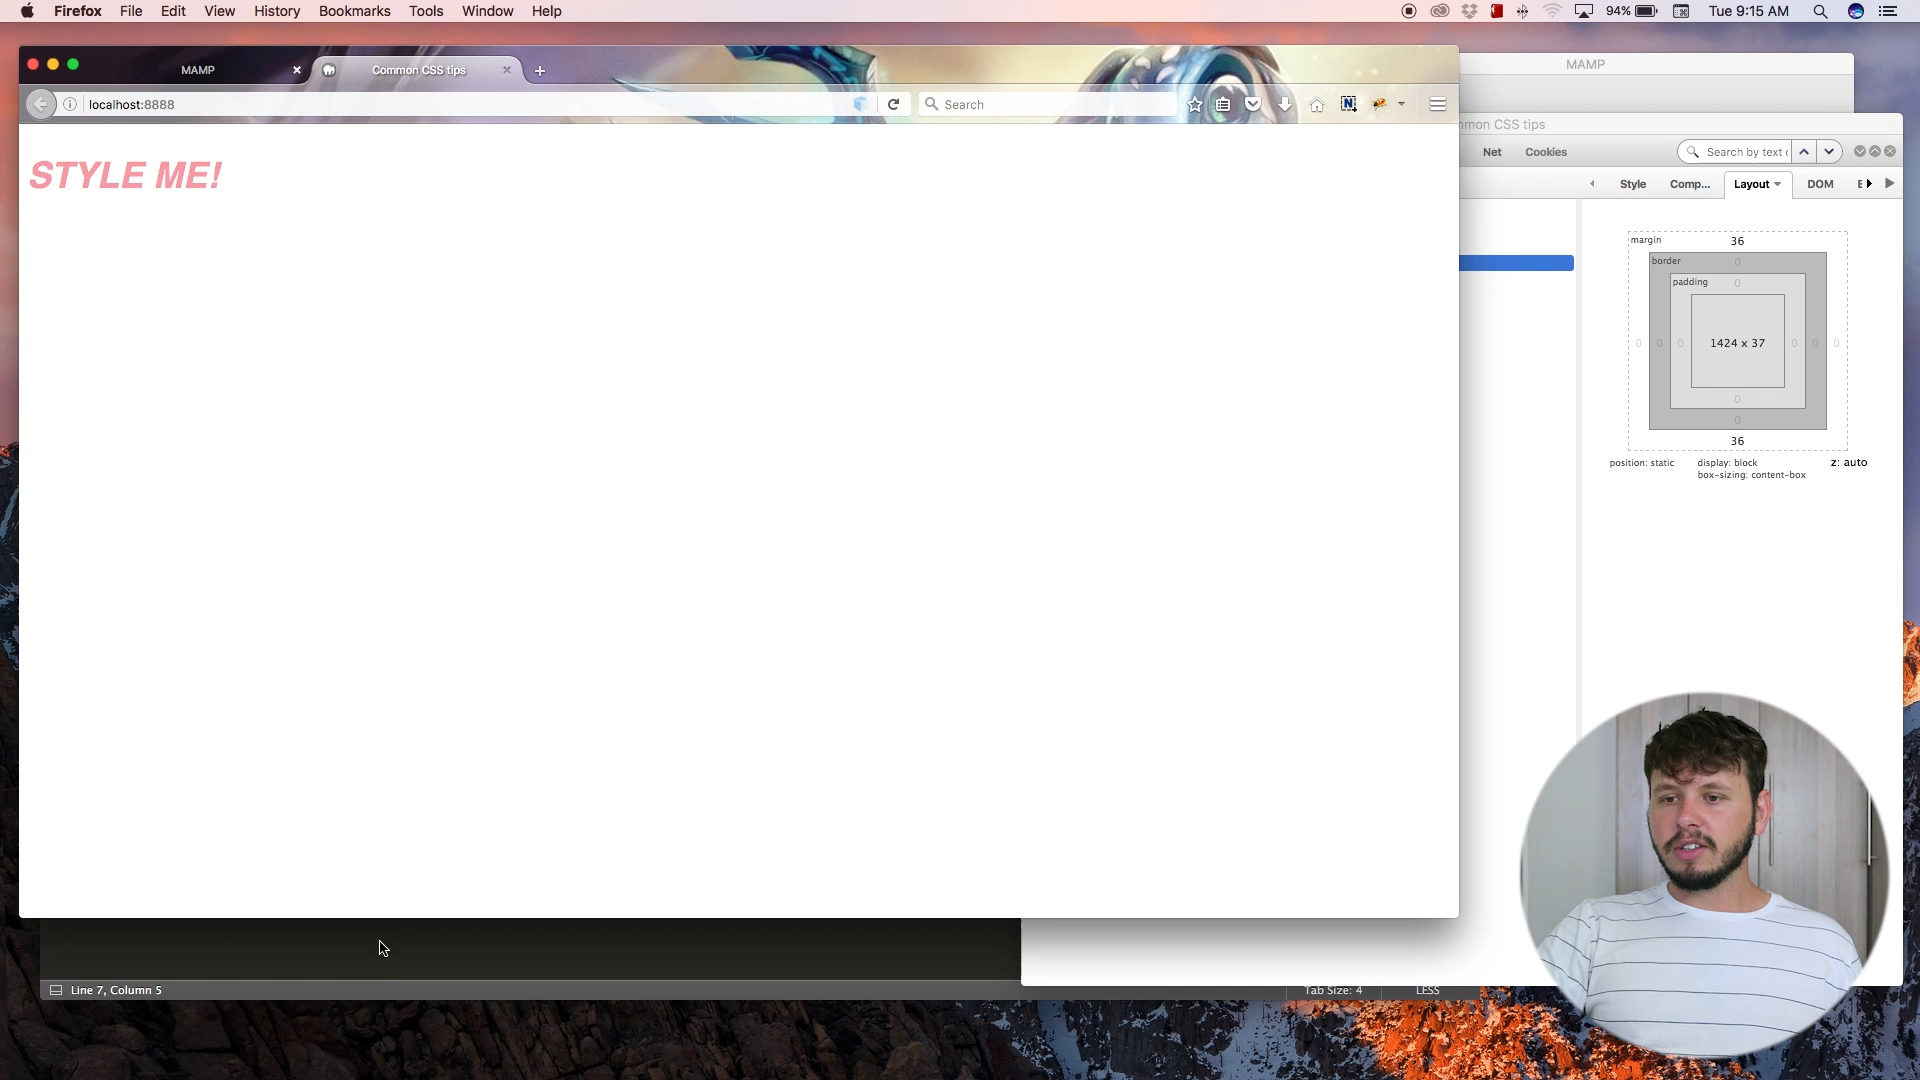 Firefox File Edit View History Bookmarks Tools Window Help
94% Tue 9:15 AM
MAMP
Common CSS tips
MAMP
localhost:8888
Search
mon CSS tips
Net Cookies
Search by text
Style Comp... Layout DOM
STYLE ME!
margin 36
border 0
padding 0
0 0 0 1424 x 37 0 0 0
0
0
36
position: static display: block z: auto
box-sizing: content-box
Line 7, Column 5
Tab Size: 4 LESS